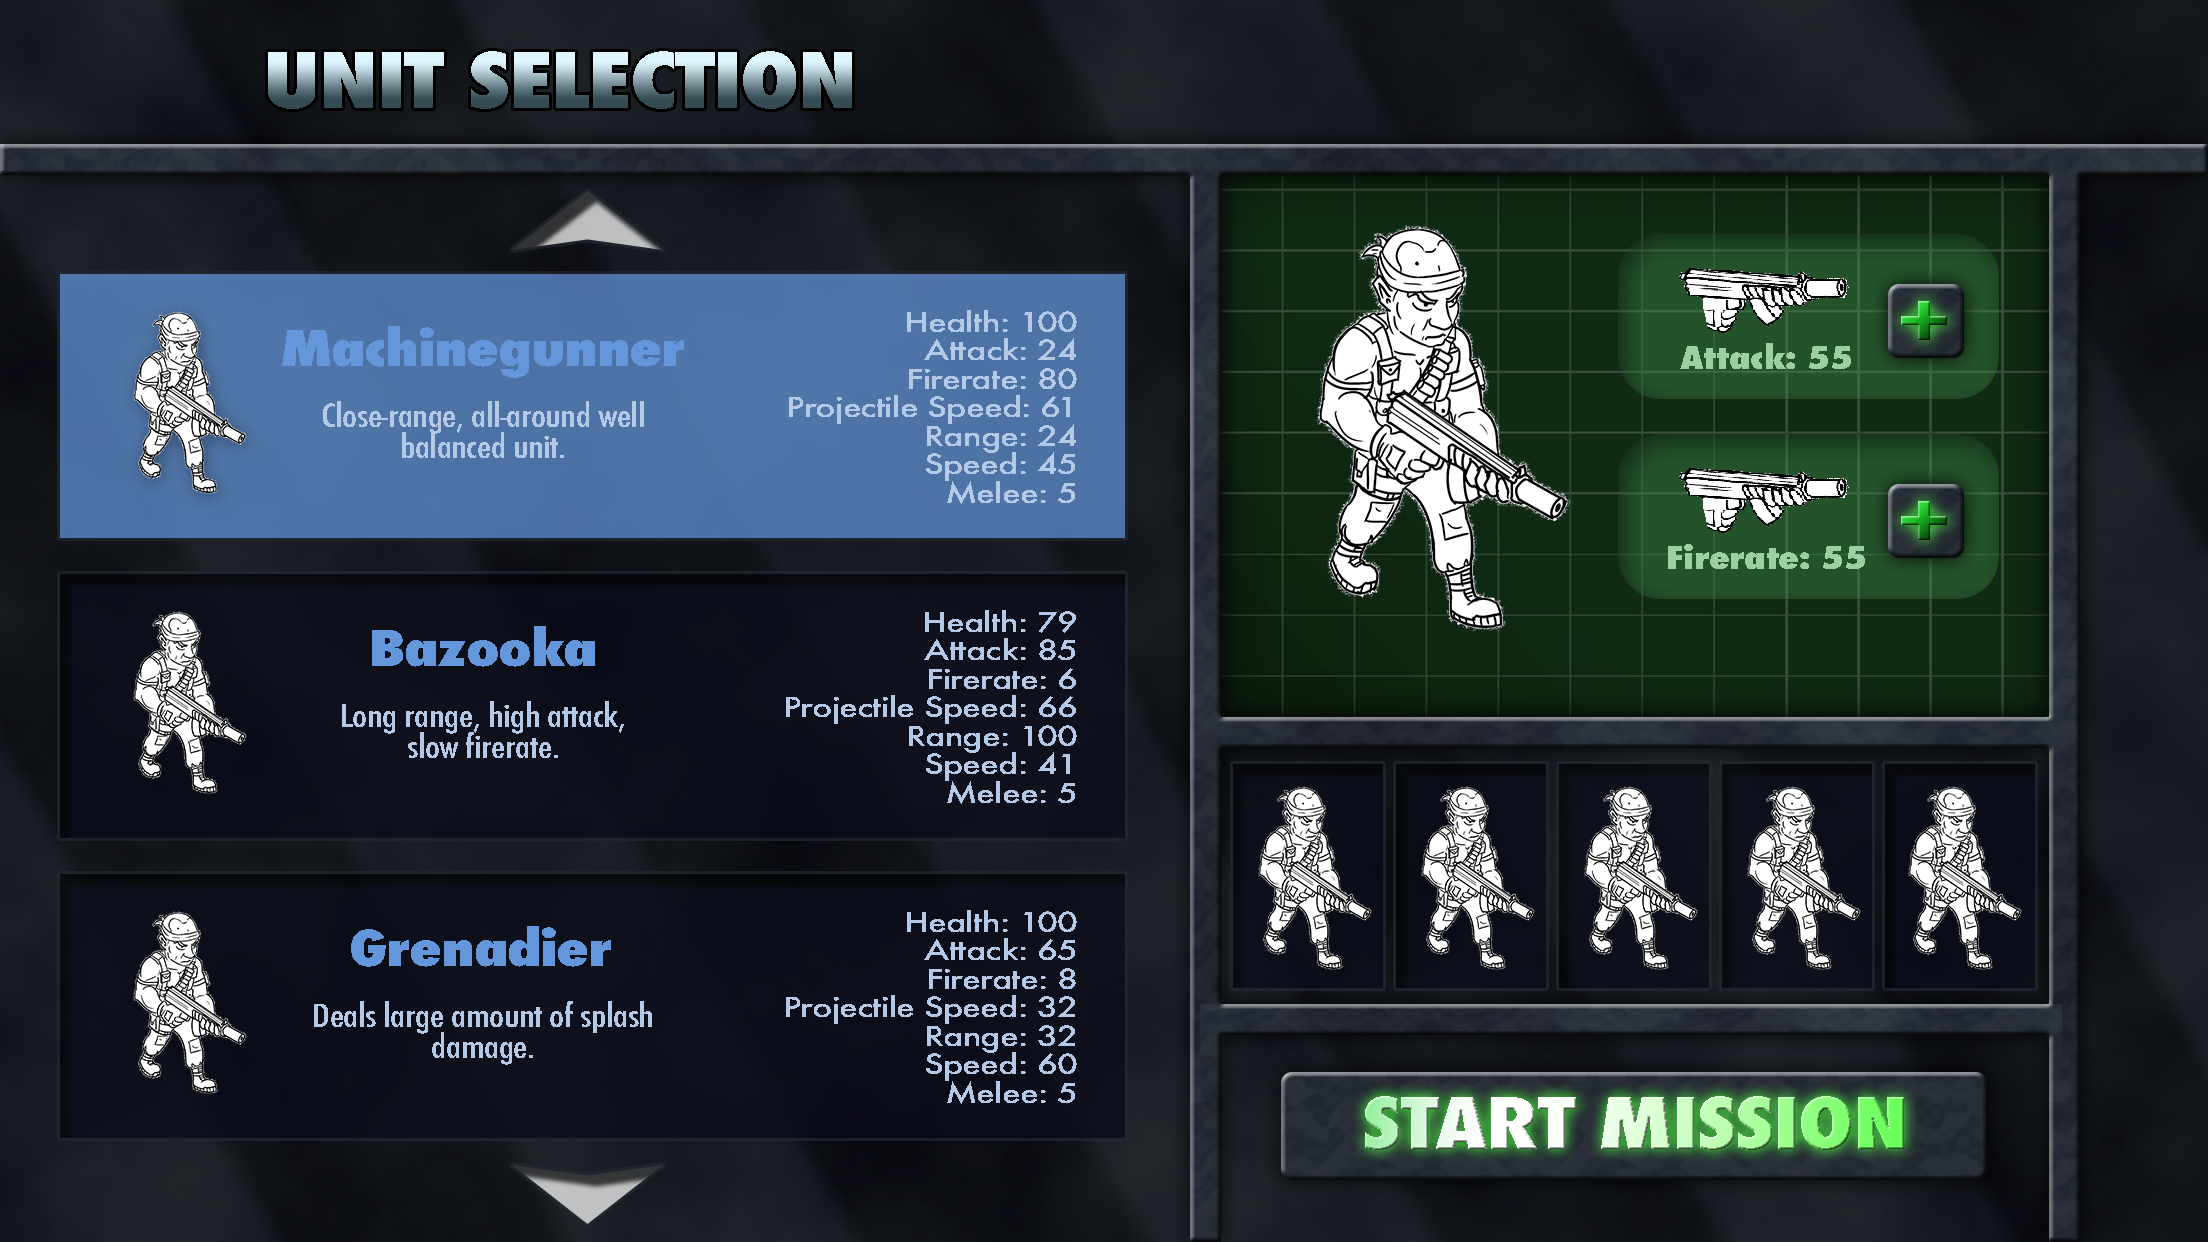 UNIT SELECTION
Machinegunner
Close-range, all-around well
balanced unit.
Health: 100
Attack: 24
Firerate: 80
Projectile Speed: 61
Range: 24
Speed: 45
Melee: 5
Bazooka
Long range, high attack,
slow firerate.
Health: 79
Attack: 85
Firerate: 6
Projectile Speed: 66
Range: 100
Speed: 41
Melee: 5
Grenadier
Deals large amount of splash
damage.
Health: 100
Attack: 65
Firerate: 8
Projectile Speed: 32
Range: 32
Speed: 60
Melee: 5
Attack: 55
Firerate: 55
START MISSION